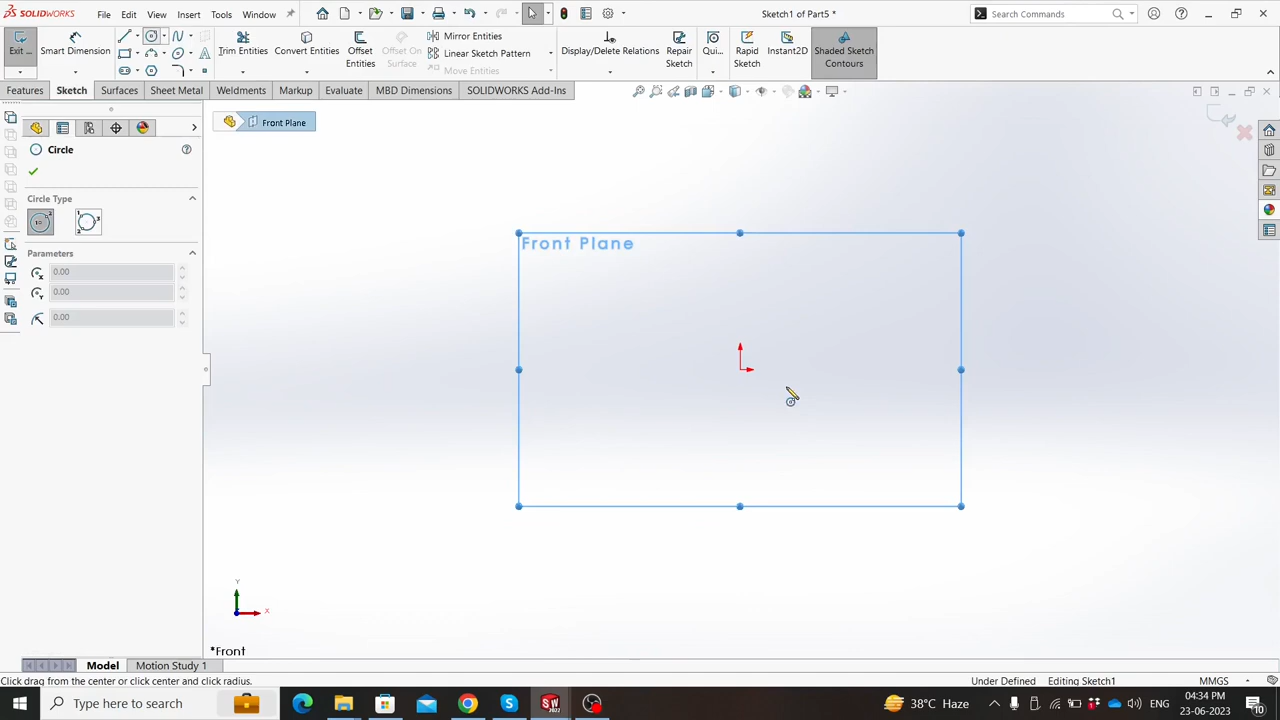 SOLIDWORKS File Edit View Insert Tools Window Sketch1 of Part5 * Search Commands
Exit ... Smart Dimension Trim Entities Convert Entities Offset Entities Offset On Surface Mirror Entities Linear Sketch Pattern Move Entities Display/Delete Relations Repair Sketch Qui... Rapid Sketch Instant2D Shaded Sketch Contours
Features Sketch Surfaces Sheet Metal Weldments Markup Evaluate MBD Dimensions SOLIDWORKS Add-Ins
Front Plane
Circle
Circle Type
Front Plane
Parameters
0.00
0.00
0.00
Y
X
*Front
Model Motion Study 1
Click drag from the center or click center and click radius. Under Defined Editing Sketch1 MMGS
Type here to search 38°C Haze ENG 04:34 PM
23-06-2023